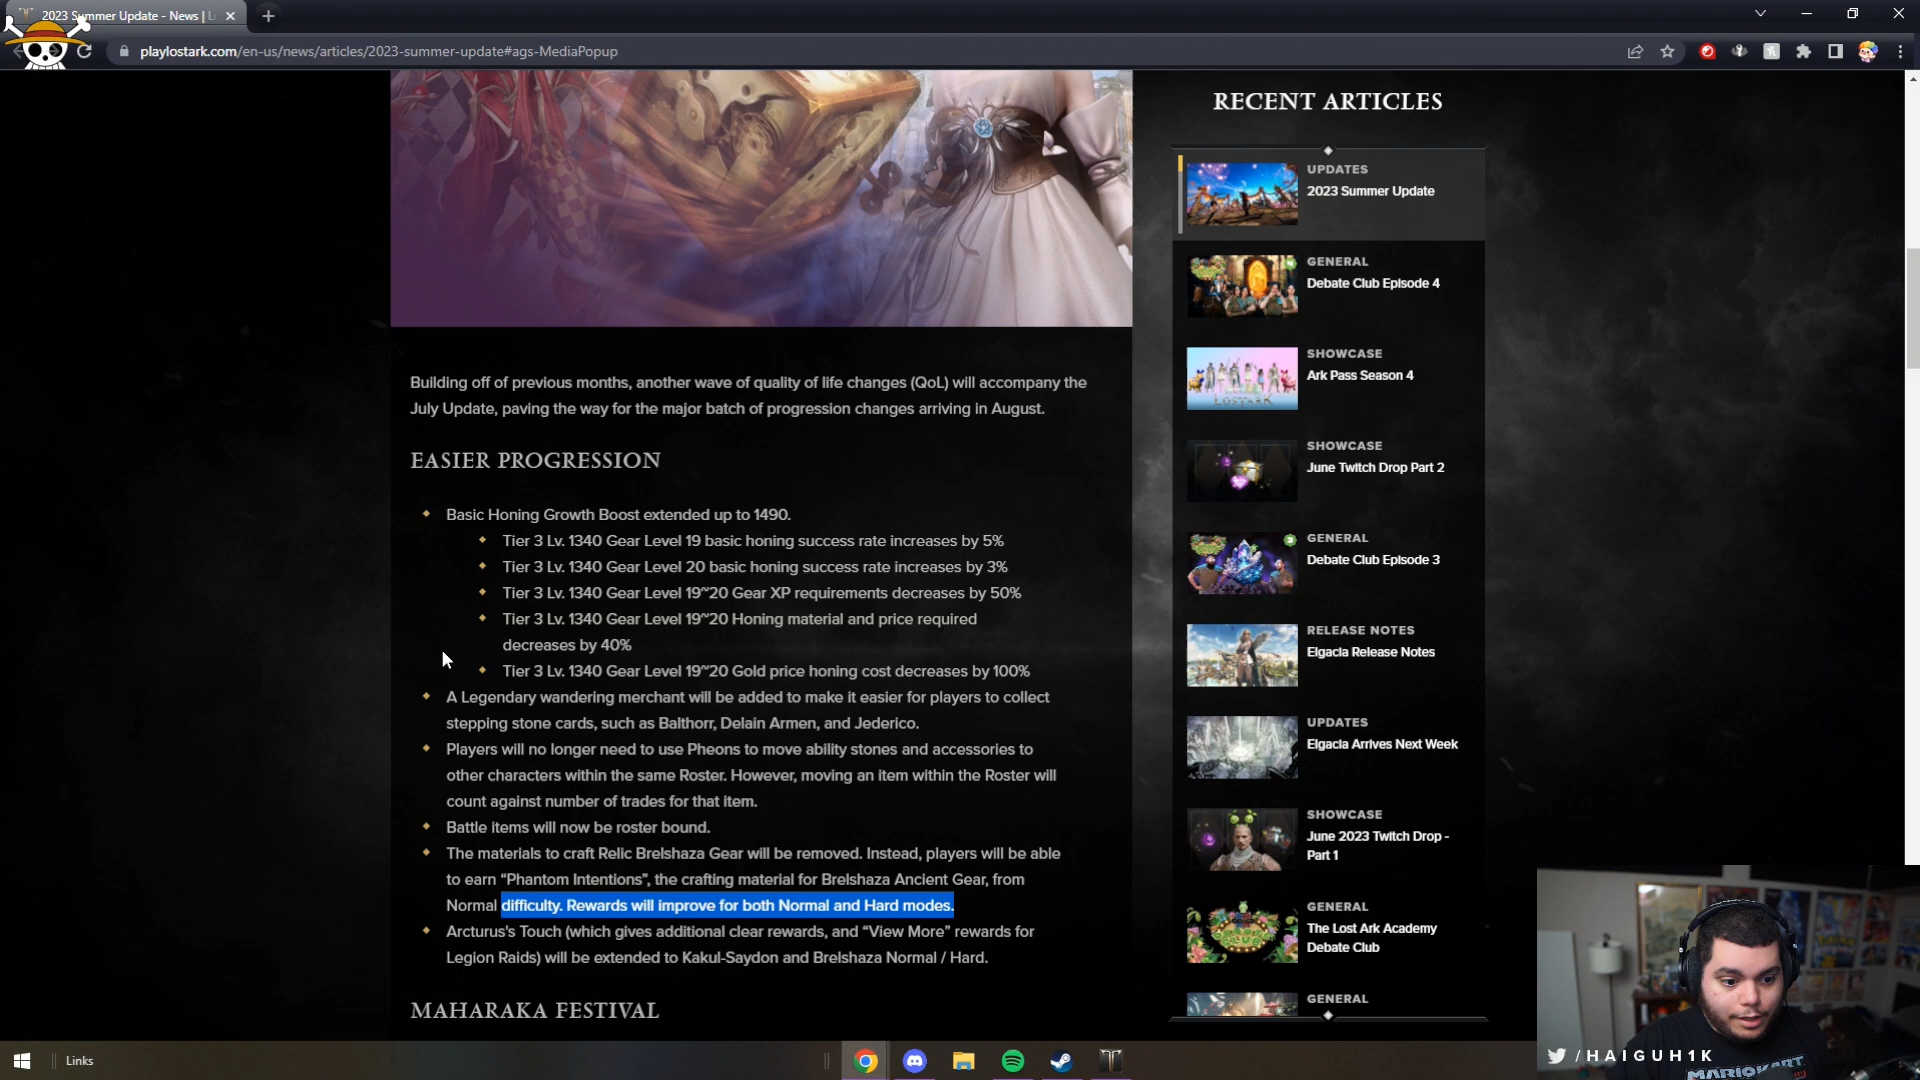 2023 Summer Update - News | L
playlostark.com/en-us/news/articles/2023-summer-update#ags-MediaPopup
Building off of previous months, another wave of quality of life changes (QoL) will accompany the
July Update, paving the way for the major batch of progression changes arriving in August.
EASIER PROGRESSION
Basic Honing Growth Boost extended up to 1490.
Tier 3 Lv. 1340 Gear Level 19 basic honing success rate increases by 5%
Tier 3 Lv. 1340 Gear Level 20 basic honing success rate increases by 3%
Tier 3 Lv. 1340 Gear Level 19~20 Gear XP requirements decreases by 50%
Tier 3 Lv. 1340 Gear Level 19~20 Honing material and price required
decreases by 40%
Tier 3 Lv. 1340 Gear Level 19~20 Gold price honing cost decreases by 100%
A Legendary wandering merchant will be added to make it easier for players to collect
stepping stone cards, such as Balthorr, Delain Armen, and Jederico.
Players will no longer need to use Pheons to move ability stones and accessories to
other characters within the same Roster. However, moving an item within the Roster will
count against number of trades for that item.
Battle items will now be roster bound.
The materials to craft Relic Brelshaza Gear will be removed. Instead, players will be able
to earn “Phantom Intentions”, the crafting material for Brelshaza Ancient Gear, from
Normal difficulty. Rewards will improve for both Normal and Hard modes.
Arcturus's Touch (which gives additional clear rewards, and “View More” rewards for
Legion Raids) will be extended to Kakul-Saydon and Brelshaza Normal / Hard.
MAHARAKA FESTIVAL
RECENT ARTICLES
UPDATES
2023 Summer Update
GENERAL
Debate Club Episode 4
SHOWCASE
Ark Pass Season 4
LOSTARK
SHOWCASE
June Twitch Drop Part 2
GENERAL
Debate Club Episode 3
RELEASE NOTES
Elgacia Release Notes
UPDATES
Elgacia Arrives Next Week
SHOWCASE
June 2023 Twitch Drop -
Part 1
GENERAL
The Lost Ark Academy
Debate Club
GENERAL
/HAIGUH1K
MARIOKART
Links